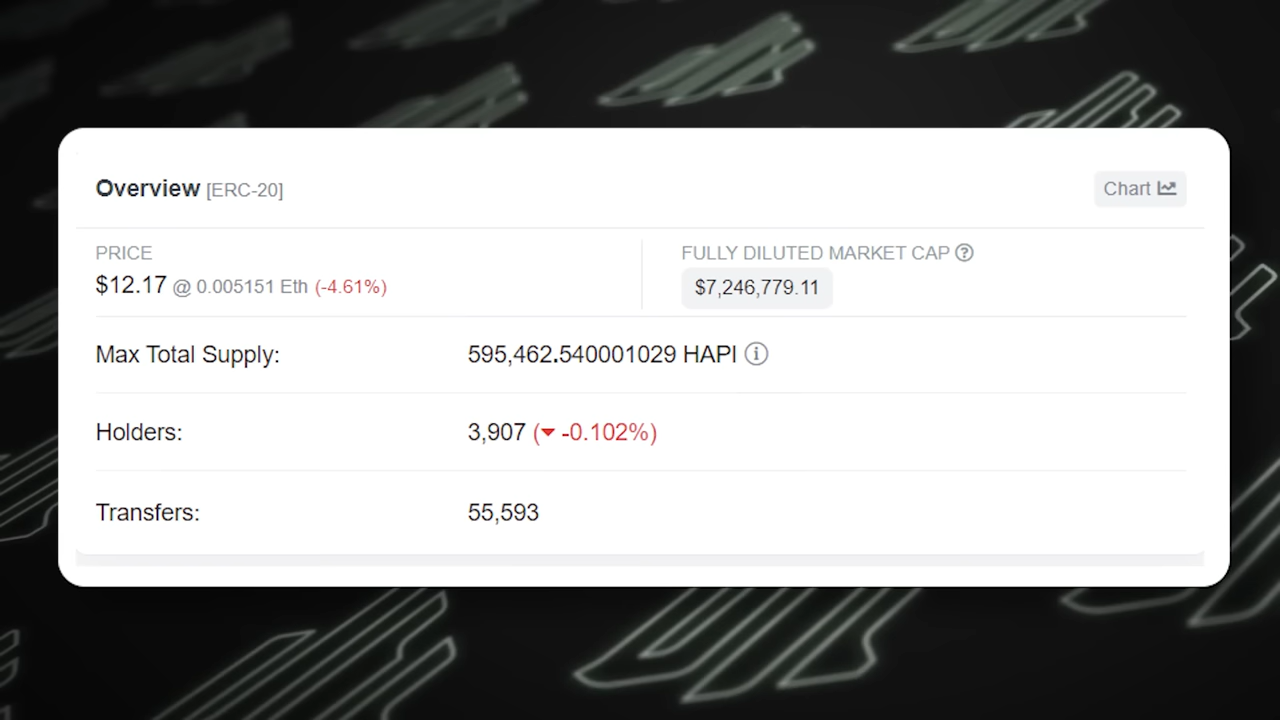 Overview [ERC-20]
Chart
PRICE
$12.17 @ 0.005151 Eth (-4.61%)
FULLY DILUTED MARKET CAP
$7,246,779.11
Max Total Supply:
595,462.540001029 HAPI
Holders:
3,907 (-0.102%)
Transfers:
55,593